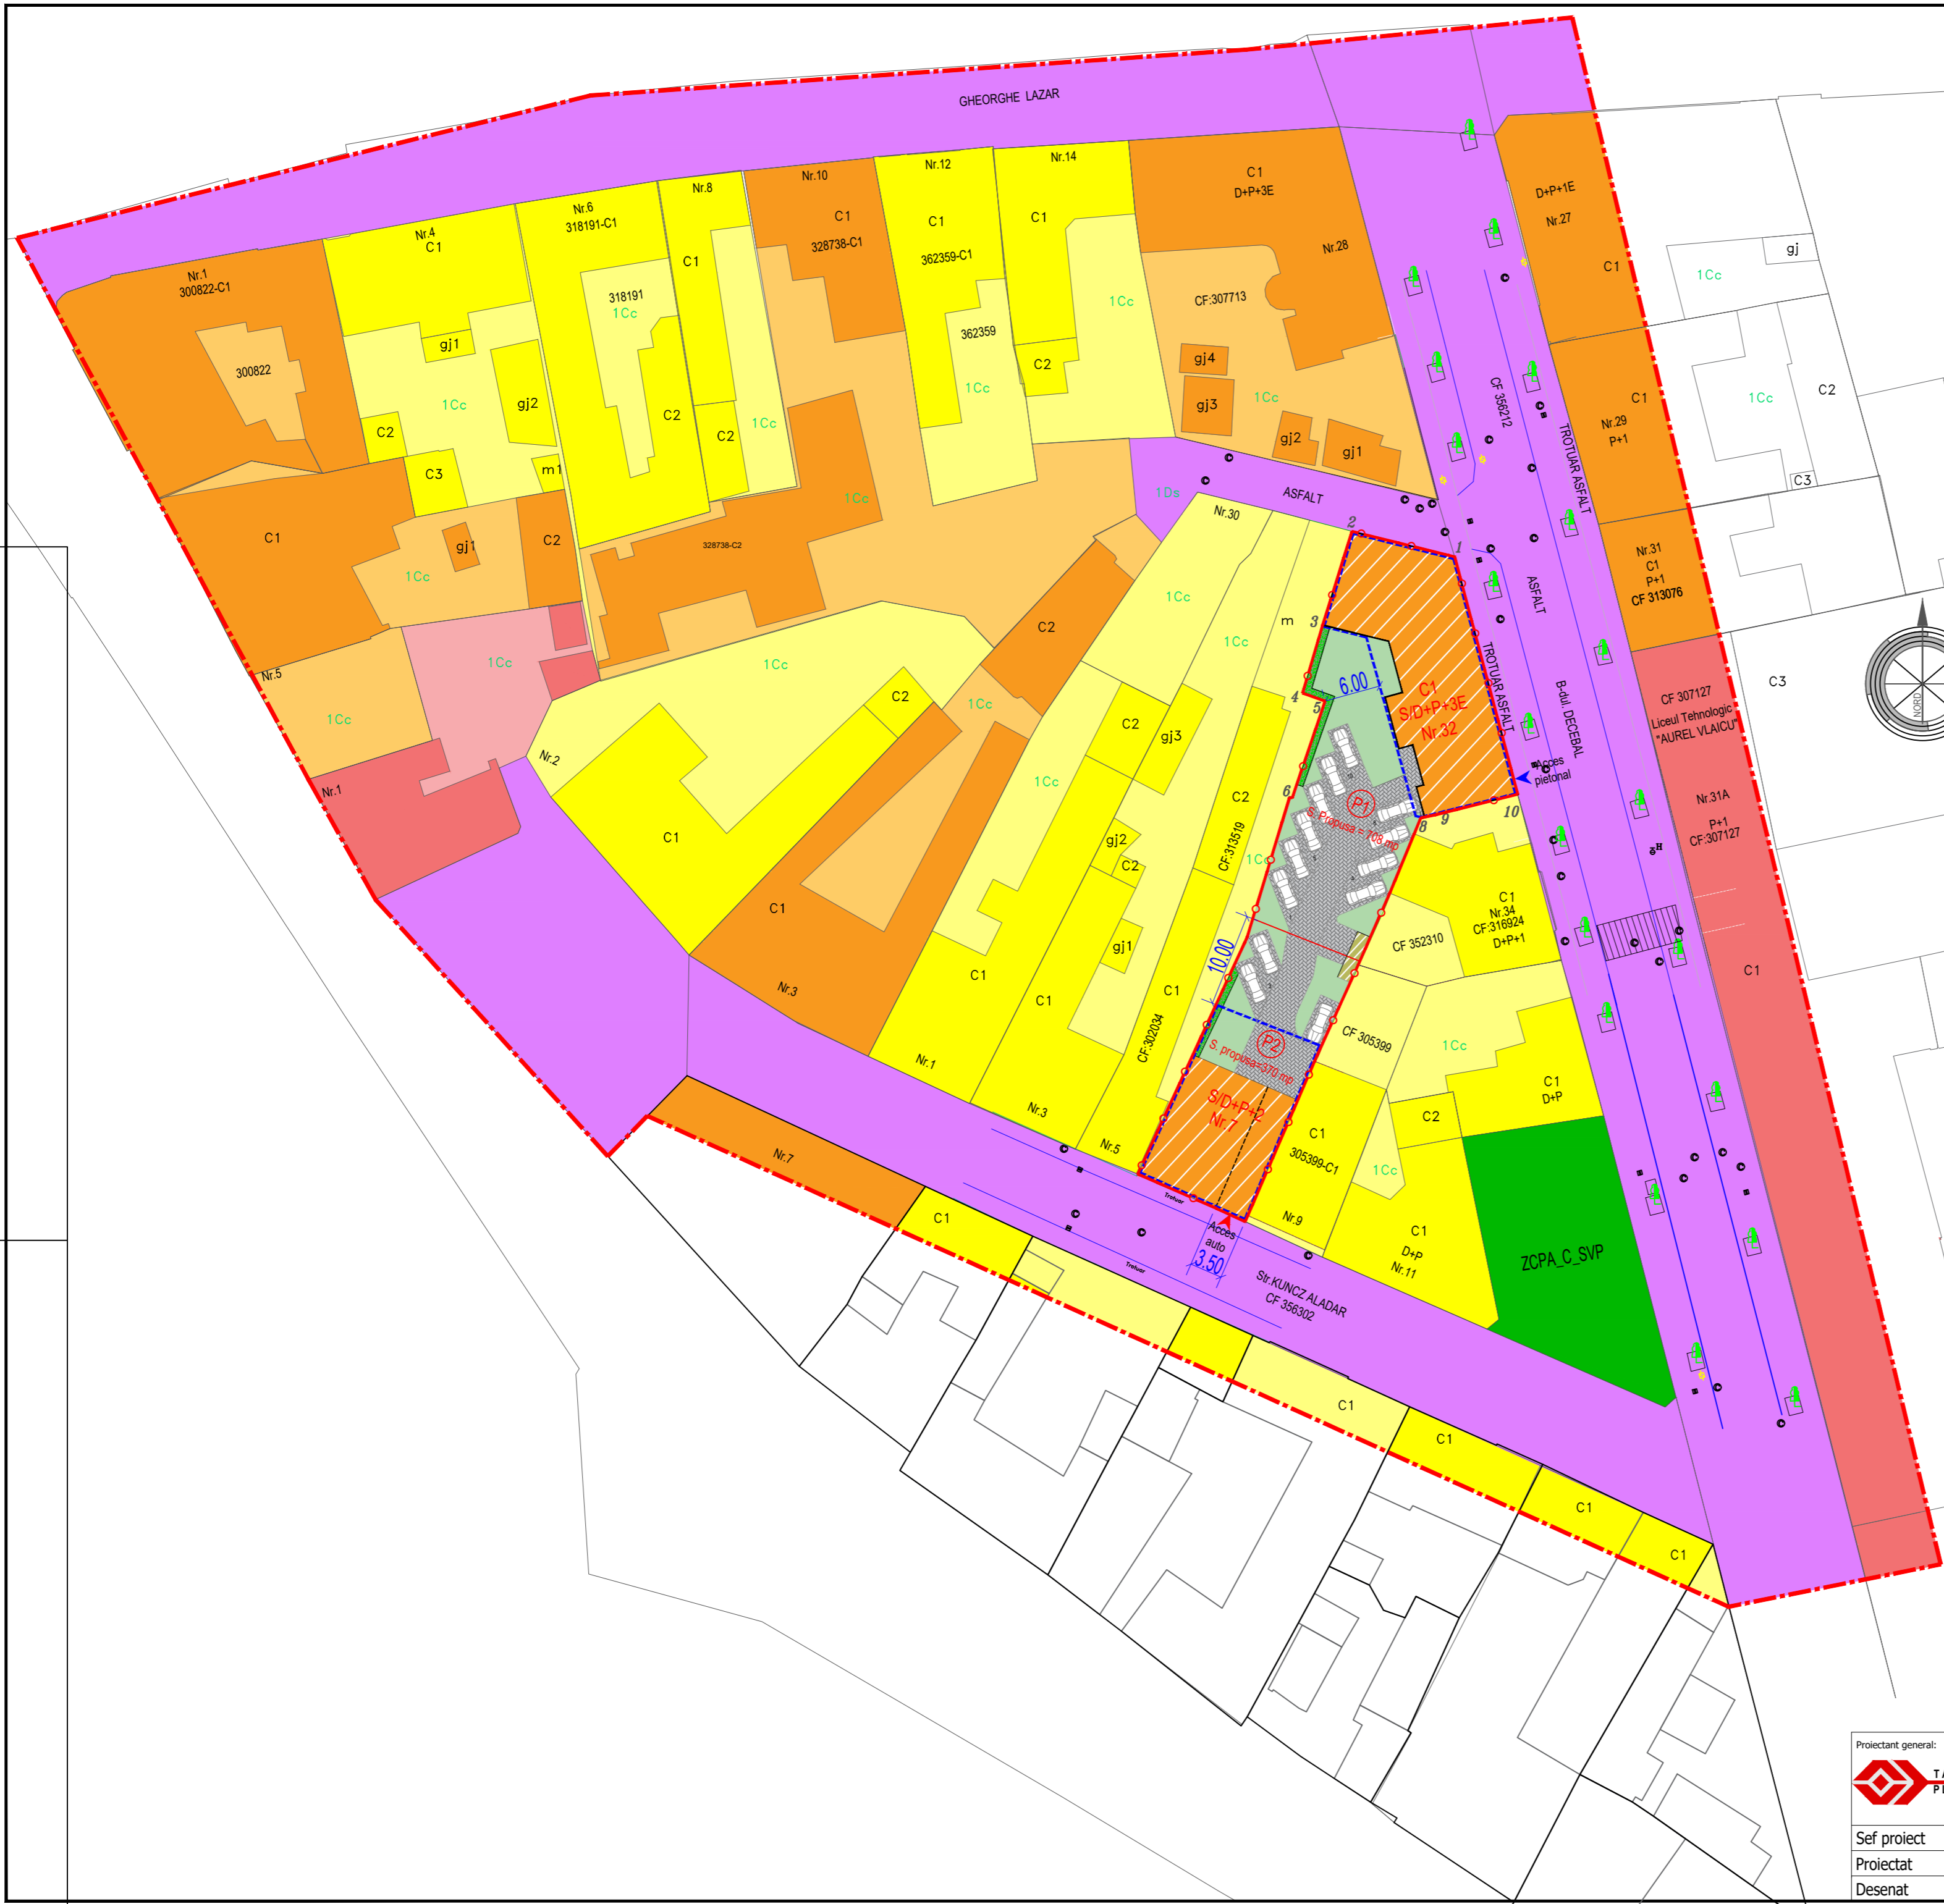 GHEORGHE LAZAR
Nr.1
300822-C1
300822
Nr.4
C1
gj1
1Cc
gj2
C2
C3
m1
Nr.6
318191-C1
318191
1Cc
C2
Nr.8
C1
C2
1Cc
Nr.10
C1
328738-C1
1Cc
328738-C2
Nr.12
C1
362359-C1
362359
1Cc
Nr.14
C1
1Cc
C2
C1
D+P+3E
Nr.28
CF:307713
gj4
gj3
1Cc
gj2
gj1
D+P+1E
Nr.27
C1
1Cc
gj
C1
Nr.29
P+1
1Cc
C2
C3
Nr.31
C1
P+1
CF 313076
CF 356212
TROTUAR ASFALT
ASFALT
1Ds
ASFALT
TROTUAR ASFALT
B-dul. DECEBAL
C1
gj1
C2
1Cc
Nr.5
1Cc
1Cc
Nr.1
Nr.2
1Cc
C2
C1
C2
1Cc
C1
Nr.3
Nr.30
1Cc
1Cc
m
2
1
3
4
5
6
8
9
10
6.00
C1
S/D+P+3E
Nr.32
Acces
pietonal
P1
S. Propusa = 708 mp
10.00
P2
S. propusa=370 mp
S/D+P+2
Nr.7
Acces
auto
3.50
C2
gj3
1Cc
C2
CF:313519
1Cc
gj2
C2
gj1
C1
C1
C1
CF:302034
Nr.1
Nr.3
Nr.5
C1
Nr.34
CF:316924
D+P+1
CF 352310
CF 305399
1Cc
C1
D+P
C2
C1
305399-C1
1Cc
Nr.9
C1
D+P
Nr.11
ZCPA_C_SVP
CF 307127
Liceul Tehnologic
"AUREL VLAICU"
Nr.31A
P+1
CF:307127
H
C1
C3
NORD
Nr.7
C1
Trotuar
Trotuar
Str.KUNCZ ALADAR
CF 356302
C1
C1
C1
C1
Proiectant general:
Sef proiect
Proiectat
Desenat